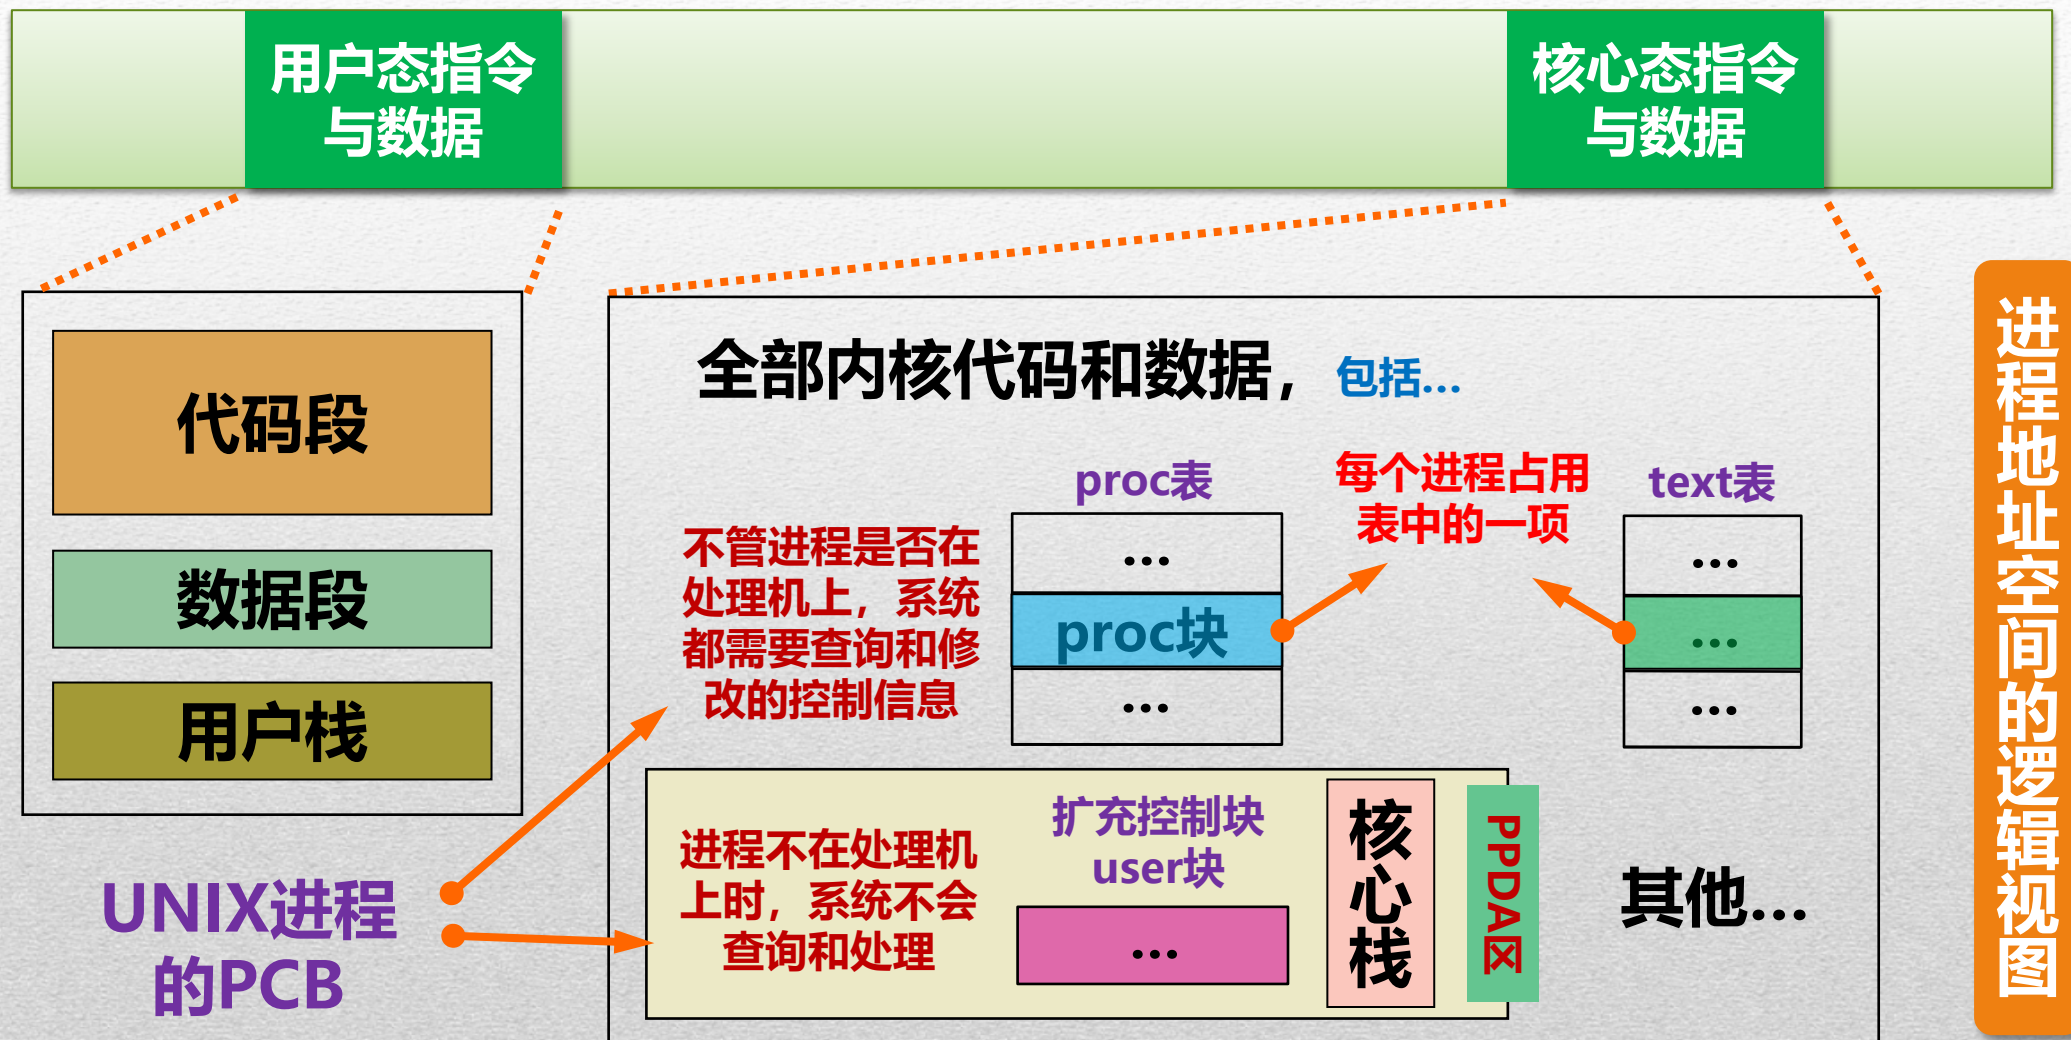 用户态指令
与数据
核心态指令
与数据
代码段
数据段
用户栈
UNIX进程
的PCB
全部内核代码和数据，包括...
proc表
每个进程占用
表中的一项
text表
不管进程是否在
处理机上，系统
都需要查询和修
改的控制信息
...
proc块
...
...
...
...
进程不在处理机
上时，系统不会
查询和处理
扩充控制块
user块
...
核心栈
PPDA区
其他...
进程地址空间的逻辑视图